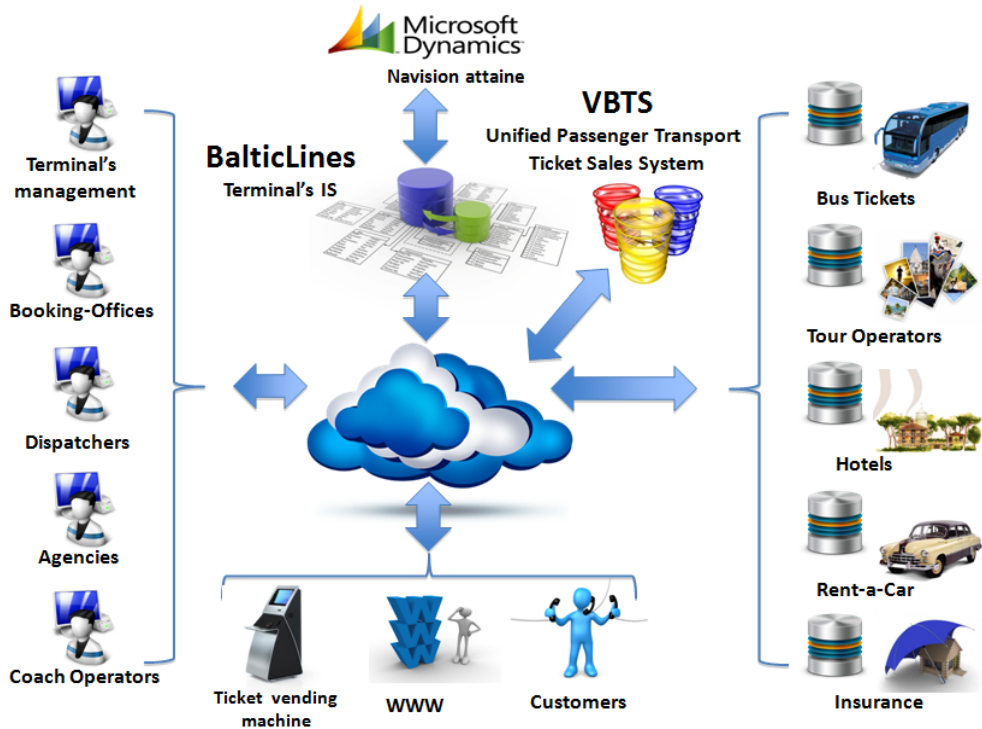 Microsoft
Dynamics
Navision attaine
VBTS
Unified Passenger Transport
Ticket Sales System
BalticLines
Terminal's IS
Terminal's
management
Booking-Offices
Dispatchers
Agencies
Coach Operators
Bus Tickets
Tour Operators
Hotels
Rent-a-Car
Insurance
Ticket vending
machine
W
W
W
WWW
Customers